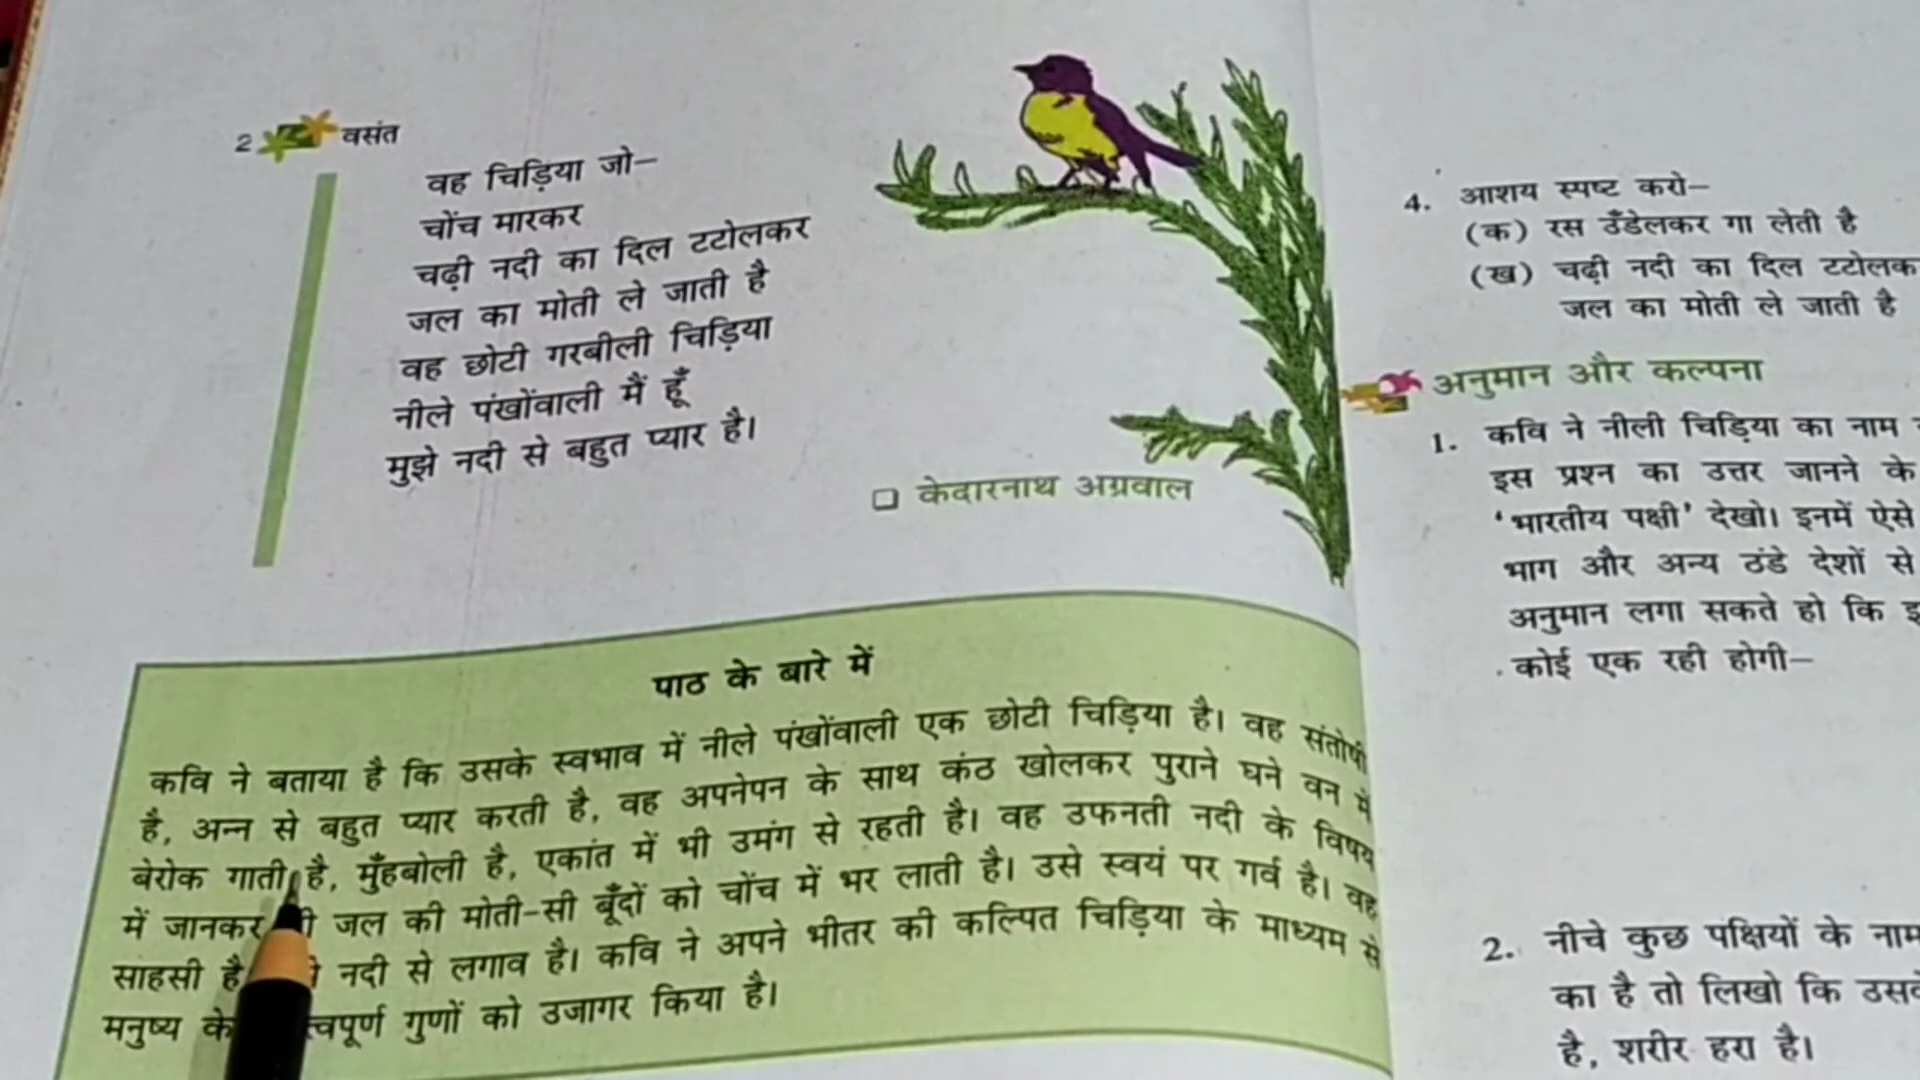 2 वसंत
वह चिड़िया जो–
चोंच मारकर
चढ़ी नदी का दिल टटोलकर
जल का मोती ले जाती है
वह छोटी गरबीली चिड़िया
नीले पंखोंवाली मैं हूँ
मुझे नदी से बहुत प्यार है।
केदारनाथ अग्रवाल
पाठ के बारे में
कवि ने बताया है कि उसके स्वभाव में नीले पंखोंवाली एक छोटी चिड़िया है। वह संतोषी
है, अन्न से बहुत प्यार करती है, वह अपनेपन के साथ कंठ खोलकर पुराने घने वन में
बेरोक गाती है, मुँहबोली है, एकांत में भी उमंग से रहती है। वह उफनती नदी के विषय
में जानकर जल की मोती-सी बूँदों को चोंच में भर लाती है। उसे स्वयं पर गर्व है। वह
साहसी है नदी से लगाव है। कवि ने अपने भीतर की कल्पित चिड़िया के माध्यम से
मनुष्य के गुणों को उजागर किया है।
4. आशय स्पष्ट करो–
(क) रस उँडेलकर गा लेती है
(ख) चढ़ी नदी का दिल
जल का मोती ले जाती है
अनुमान और कल्पना
1. कवि ने नीली चिड़िया का नाम
इस प्रश्न का उत्तर जानने के
'भारतीय पक्षी' देखो। इनमें ऐसे
भाग और अन्य ठंडे देशों से
अनुमान लगा सकते हो कि
कोई एक रही होगी–
2. नीचे कुछ पक्षियों के नाम
का है तो लिखो कि
है, शरीर हरा है।